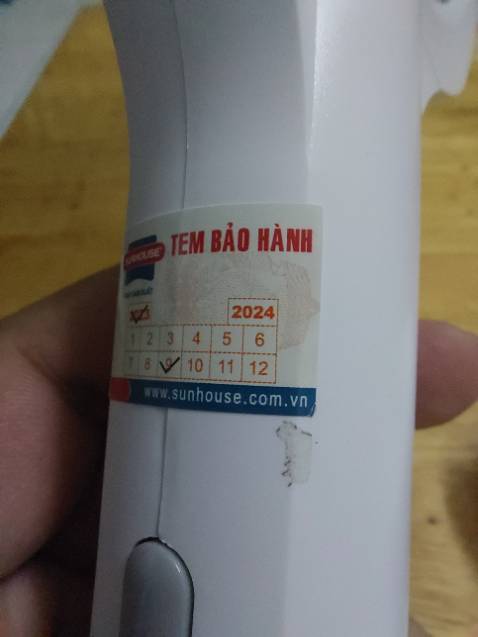 SUNHOUSE
TEM BẢO HÀNH
2024
1 2 3 4 5 6
7 8 9 10 11 12
www.sunhouse.com.vn